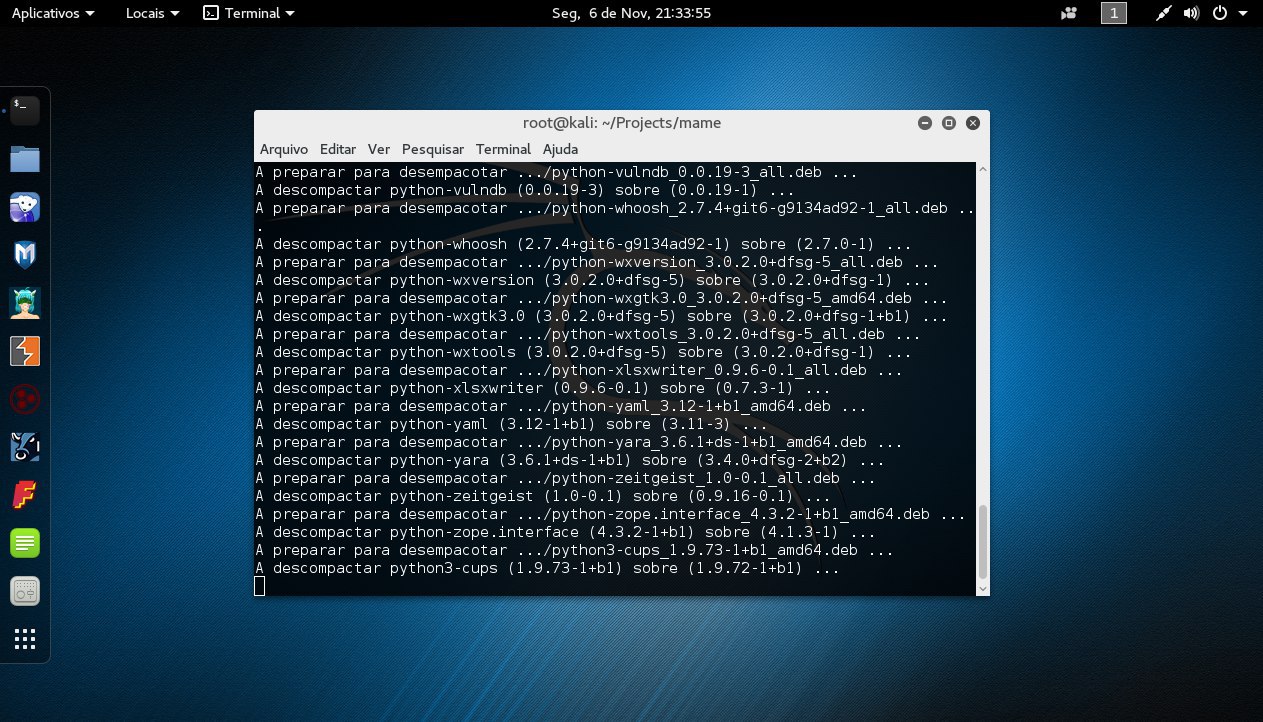 Aplicativos Locais Terminal Seg, 6 de Nov, 21:33:55 1
$_
root@kali: ~/Projects/mame
Arquivo Editar Ver Pesquisar Terminal Ajuda
A preparar para desempacotar .../python-vulndb_0.0.19-3_all.deb ...
A descompactar python-vulndb (0.0.19-3) sobre (0.0.19-1) ...
A preparar para desempacotar .../python-whoosh_2.7.4+git6-g9134ad92-1_all.deb ..
.
A descompactar python-whoosh (2.7.4+git6-g9134ad92-1) sobre (2.7.0-1) ...
A preparar para desempacotar .../python-wxversion_3.0.2.0+dfsg-5_all.deb ...
A descompactar python-wxversion (3.0.2.0+dfsg-5) sobre (3.0.2.0+dfsg-1) ...
A preparar para desempacotar .../python-wxgtk3.0_3.0.2.0+dfsg-5_amd64.deb ...
A descompactar python-wxgtk3.0 (3.0.2.0+dfsg-5) sobre (3.0.2.0+dfsg-1+b1) ...
A preparar para desempacotar .../python-wxtools_3.0.2.0+dfsg-5_all.deb ...
A descompactar python-wxtools (3.0.2.0+dfsg-5) sobre (3.0.2.0+dfsg-1) ...
A preparar para desempacotar .../python-xlsxwriter_0.9.6-0.1_all.deb ...
A descompactar python-xlsxwriter (0.9.6-0.1) sobre (0.7.3-1) ...
A preparar para desempacotar .../python-yaml_3.12-1+b1_amd64.deb ...
A descompactar python-yaml (3.12-1+b1) sobre (3.11-3) ...
A preparar para desempacotar .../python-yara_3.6.1+ds-1+b1_amd64.deb ...
A descompactar python-yara (3.6.1+ds-1+b1) sobre (3.4.0+dfsg-2+b2) ...
A preparar para desempacotar .../python-zeitgeist_1.0-0.1_all.deb ...
A descompactar python-zeitgeist (1.0-0.1) sobre (0.9.16-0.1) ...
A preparar para desempacotar .../python-zope.interface_4.3.2-1+b1_amd64.deb ...
A descompactar python-zope.interface (4.3.2-1+b1) sobre (4.1.3-1) ...
A preparar para desempacotar .../python3-cups_1.9.73-1+b1_amd64.deb ...
A descompactar python3-cups (1.9.73-1+b1) sobre (1.9.72-1+b1) ...